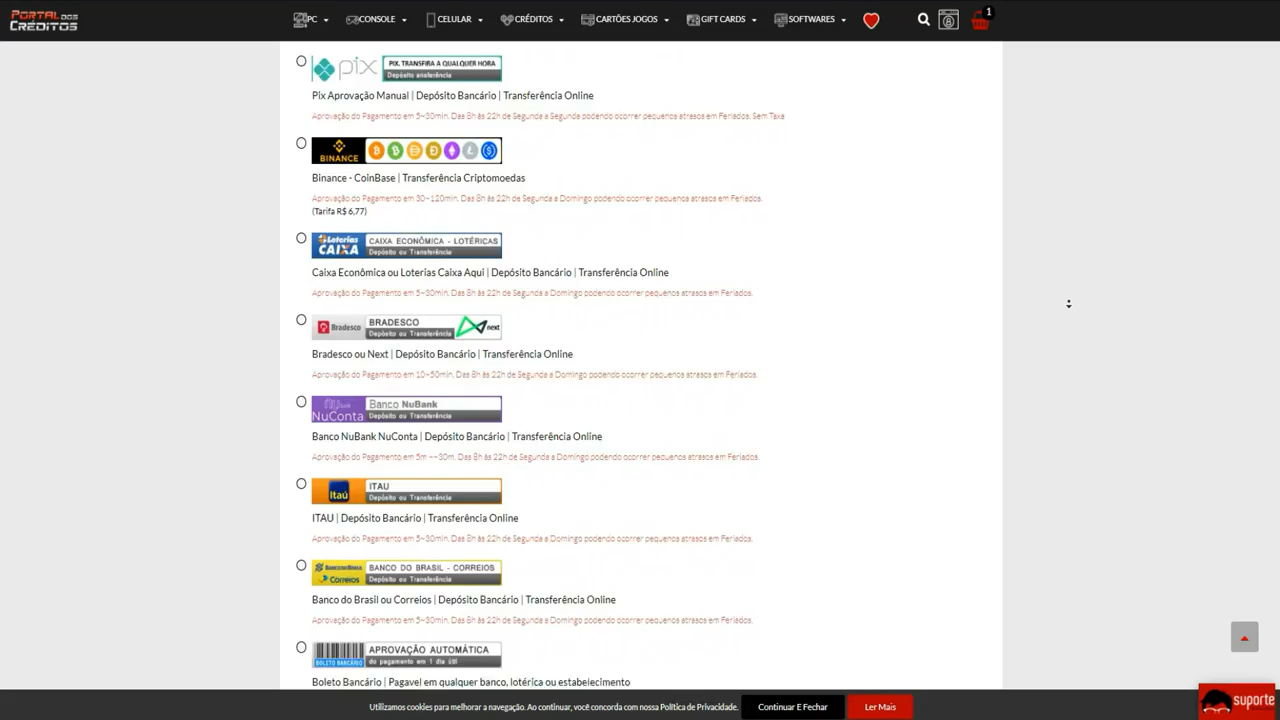 PORTAL DOS CRÉDITOS
PC
CONSOLE
CELULAR
CRÉDITOS
CARTÕES JOGOS
GIFT CARDS
SOFTWARES
1
pix
PIX. TRANSFIRA A QUALQUER HORA
Pix Aprovação Manual | Depósito Bancário | Transferência Online
Aprovação do Pagamento em 5~30min. Das 8h às 22h de Segunda a Segunda podendo ocorrer pequenos atrasos em Feriados. Sem Taxa
BINANCE
Binance - CoinBase | Transferência Criptomoedas
Aprovação do Pagamento em 30~120min. Das 8h às 22h de Segunda a Domingo podendo ocorrer pequenos atrasos em Feriados.
(Tarifa R$ 6,77)
Loterias CAIXA
CAIXA ECONÔMICA - LOTÉRICAS
Depósito ou Transferência
Caixa Econômica ou Loterias Caixa Aqui | Depósito Bancário | Transferência Online
Aprovação do Pagamento em 5~30min. Das 8h às 22h de Segunda a Domingo podendo ocorrer pequenos atrasos em Feriados.
Bradesco
BRADESCO
Depósito ou Transferência
next
Bradesco ou Next | Depósito Bancário | Transferência Online
Aprovação do Pagamento em 10~50min. Das 8h às 22h de Segunda a Domingo podendo ocorrer pequenos atrasos em Feriados.
NuConta
Banco NuBank
Depósito ou Transferência
Banco NuBank NuConta | Depósito Bancário | Transferência Online
Aprovação do Pagamento em 5m ~~30m. Das 8h às 22h de Segunda a Domingo podendo ocorrer pequenos atrasos em Feriados.
Itaú
ITAU
Depósito ou Transferência
ITAU | Depósito Bancário | Transferência Online
Aprovação do Pagamento em 5~30min. Das 8h às 22h de Segunda a Domingo podendo ocorrer pequenos atrasos em Feriados.
BANCO DO BRASIL
Correios
BANCO DO BRASIL - CORREIOS
Depósito ou Transferência
Banco do Brasil ou Correios | Depósito Bancário | Transferência Online
Aprovação do Pagamento em 5~30min. Das 8h às 22h de Segunda a Domingo podendo ocorrer pequenos atrasos em Feriados.
BOLETO BANCÁRIO
APROVAÇÃO AUTOMÁTICA
do pagamento em 1 dia útil
Boleto Bancário | Pagavel em qualquer banco, lotérica ou estabelecimento
Utilizamos cookies para melhorar a navegação. Ao continuar, você concorda com nossa Política de Privacidade.
Continuar E Fechar
Ler Mais
suporte